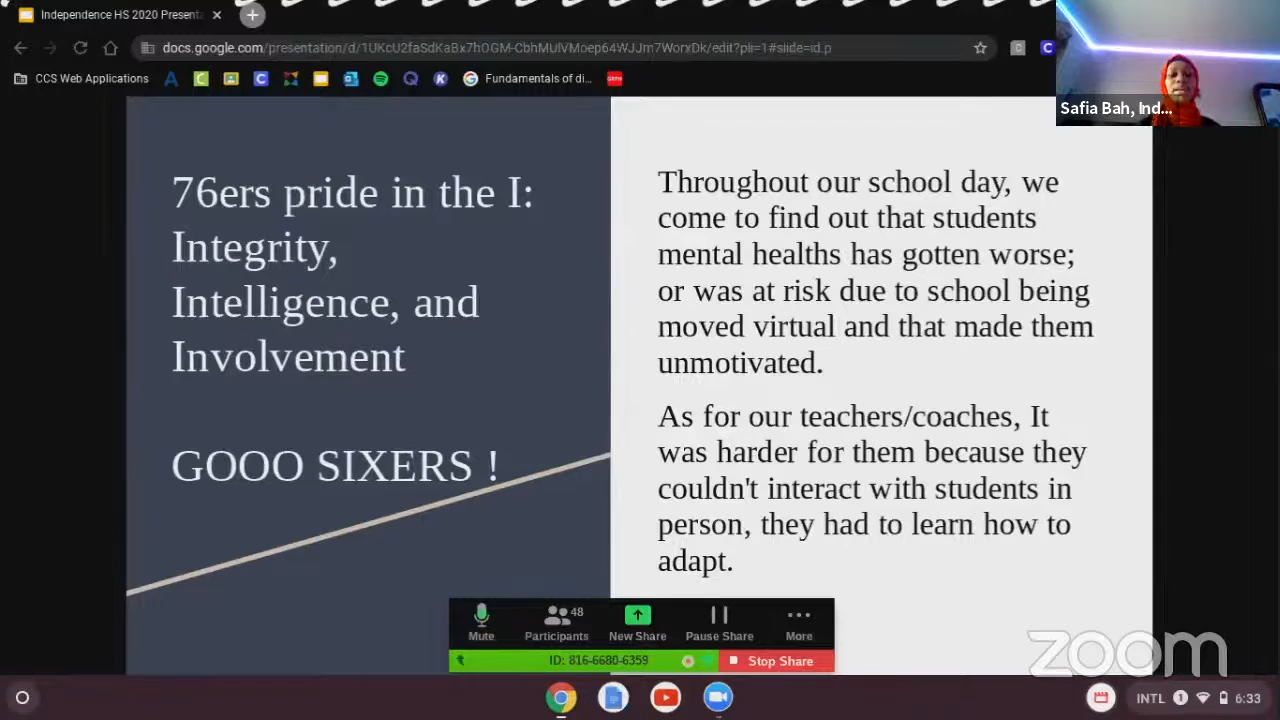 Independence HS 2020 Presenta
docs.google.com/presentation/d/1UKcU2faSdKaBx7hOGM-CbhMUlVMoep64WJJrn7WorxDk/edit?pli=1#slide=id.p
CCS Web Applications
Fundamentals of di...
Safia Bah, Ind...
76ers pride in the I:
Integrity,
Intelligence, and
Involvement
GOOO SIXERS !
Throughout our school day, we
come to find out that students
mental healths has gotten worse;
or was at risk due to school being
moved virtual and that made them
unmotivated.
As for our teachers/coaches, It
was harder for them because they
couldn't interact with students in
person, they had to learn how to
adapt.
48
Mute
Participants
New Share
Pause Share
More
ID: 816-6680-6359
Stop Share
zoom
INTL
1
6:33